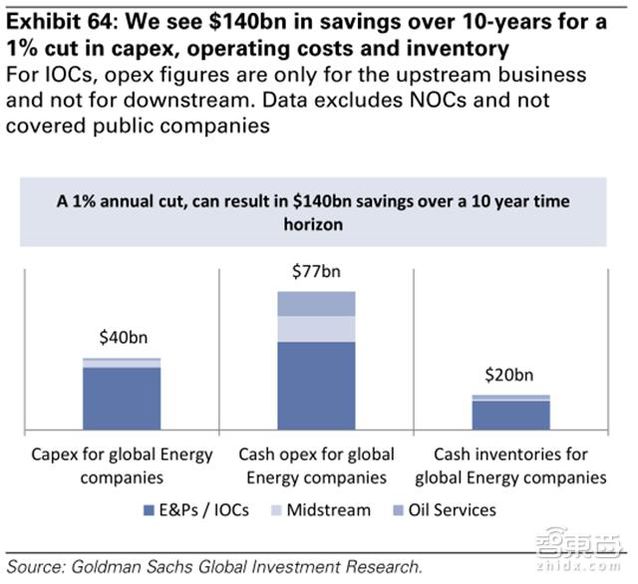 Exhibit 64: We see $140bn in savings over 10-years for a
1% cut in capex, operating costs and inventory
For IOCs, opex figures are only for the upstream business
and not for downstream. Data excludes NOCs and not
covered public companies
A 1% annual cut, can result in $140bn savings over a 10 year time
horizon
$40bn
$77bn
$20bn
Capex for global Energy
companies
Cash opex for global
Energy companies
Cash inventories for
global Energy companies
E&Ps / IOCs
Midstream
Oil Services
Source: Goldman Sachs Global Investment Research.
智東西
zhidx.com